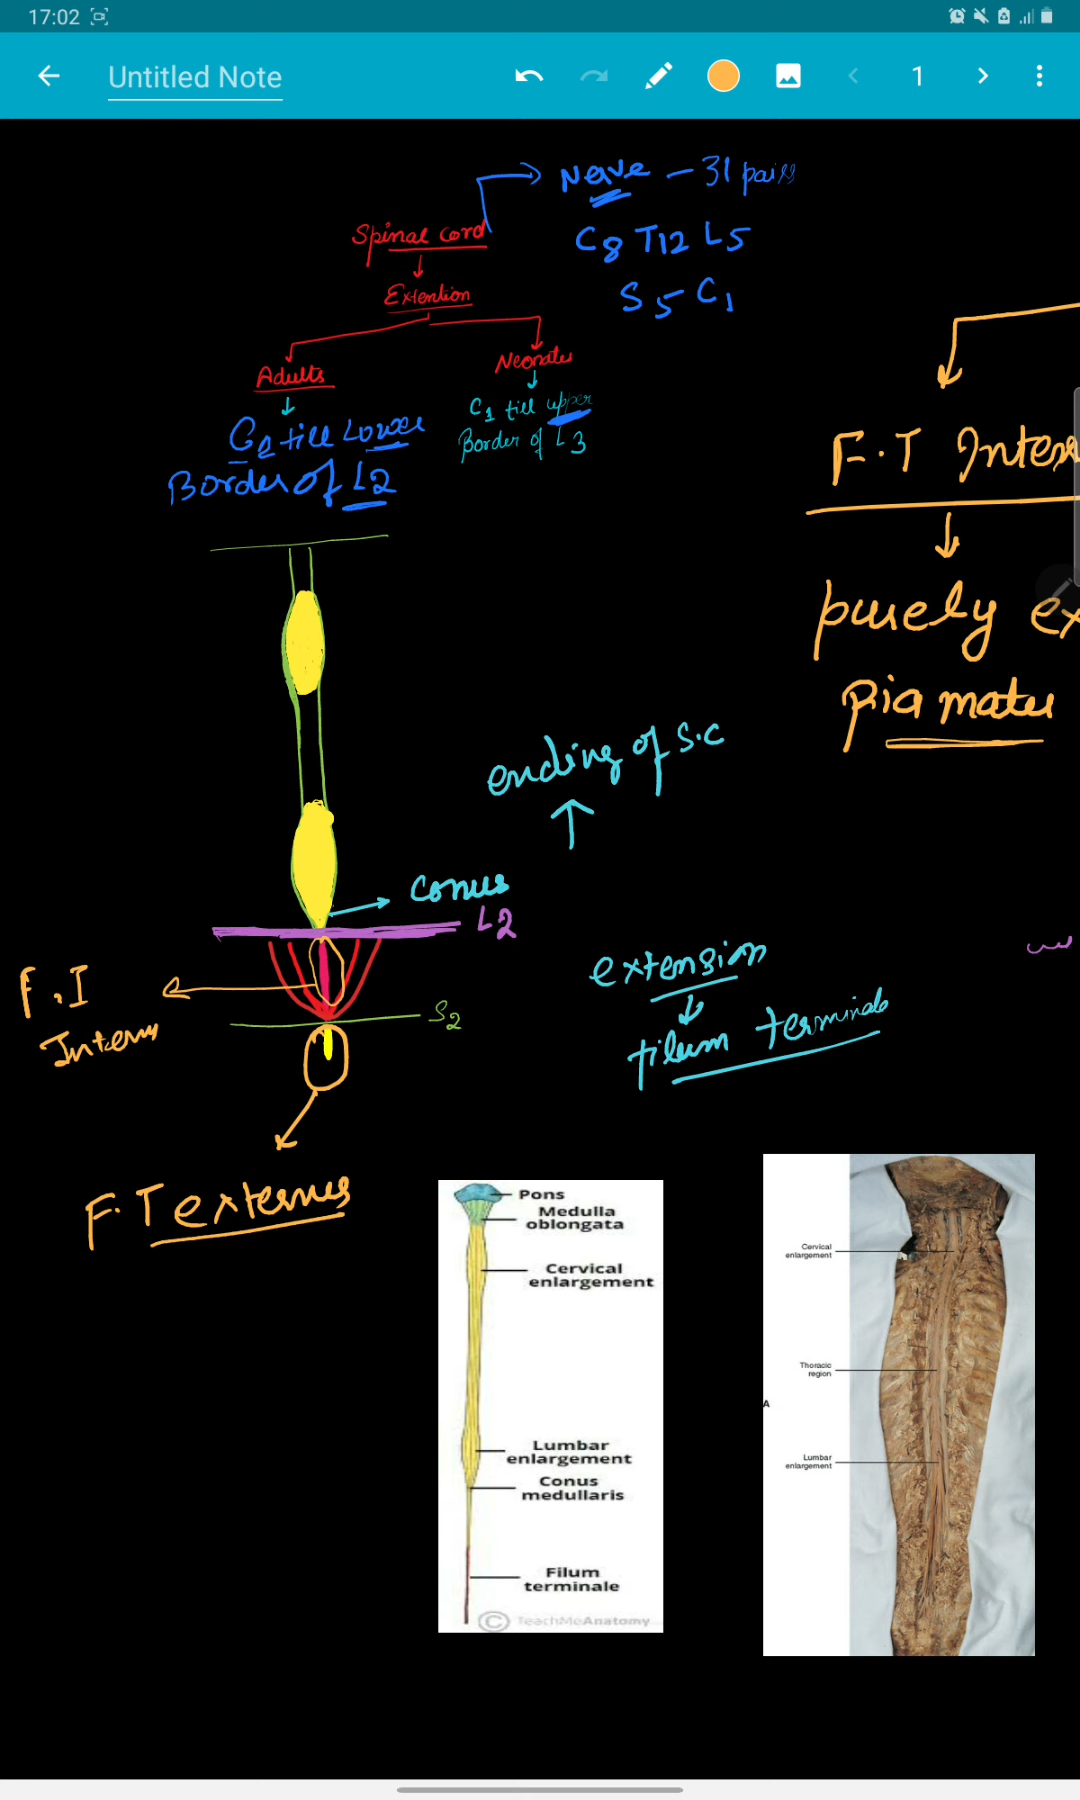 17:02
Untitled Note
1
Nerve - 31 pairs
C8 T12 L5
S5 C1
Spinal cord
Extention
Adults
Neonates
till Lower
Border of L2
C1 till upper
Border of L3
F.T
purely ex
Pia mater
ending of S.C
Conus
L2
extension
filum terminale
F.I
Intern
S2
F.T externus
Pons
Medulla
oblongata
Cervical
enlargement
Lumbar
enlargement
Conus
medullaris
Filum
terminale
© TeachMeAnatomy
Cervical
enlargement
Thoracic
region
A
Lumbar
enlargement